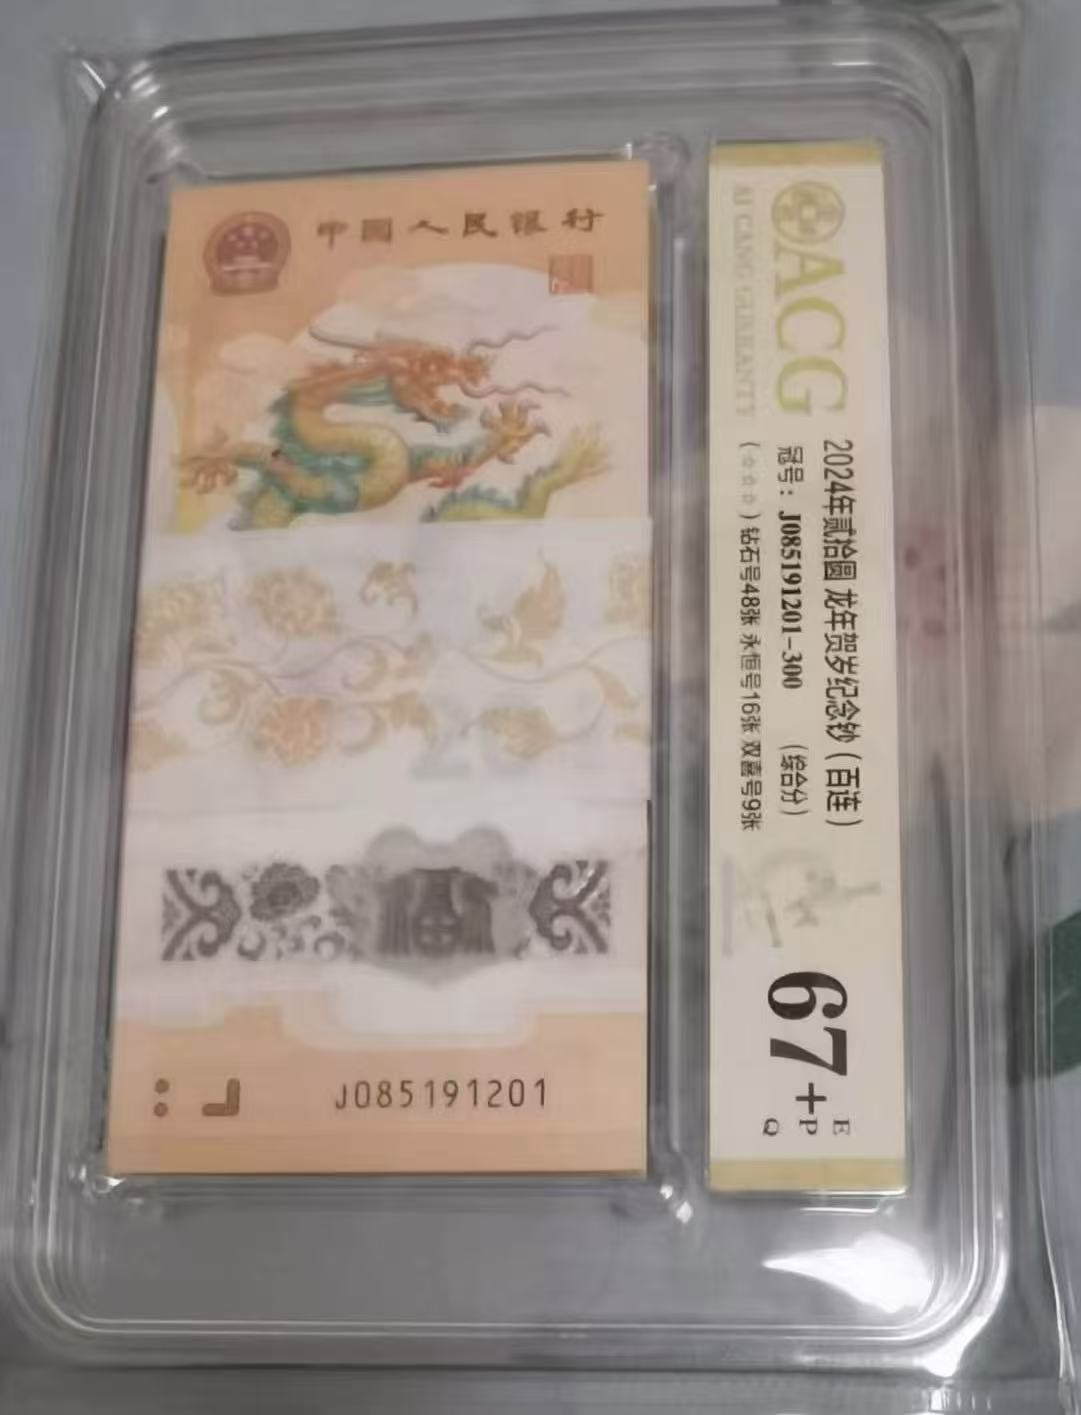 中國人民银行
J085191201
ACG
AI CANG GUARANTY
2024年贰拾圆 龙年贺岁纪念钞（百连）
冠号：J085191201-300 （综合分）
（☆☆☆）钻石号48张 永恒号16张 双喜号9张
67+
E
P
Q